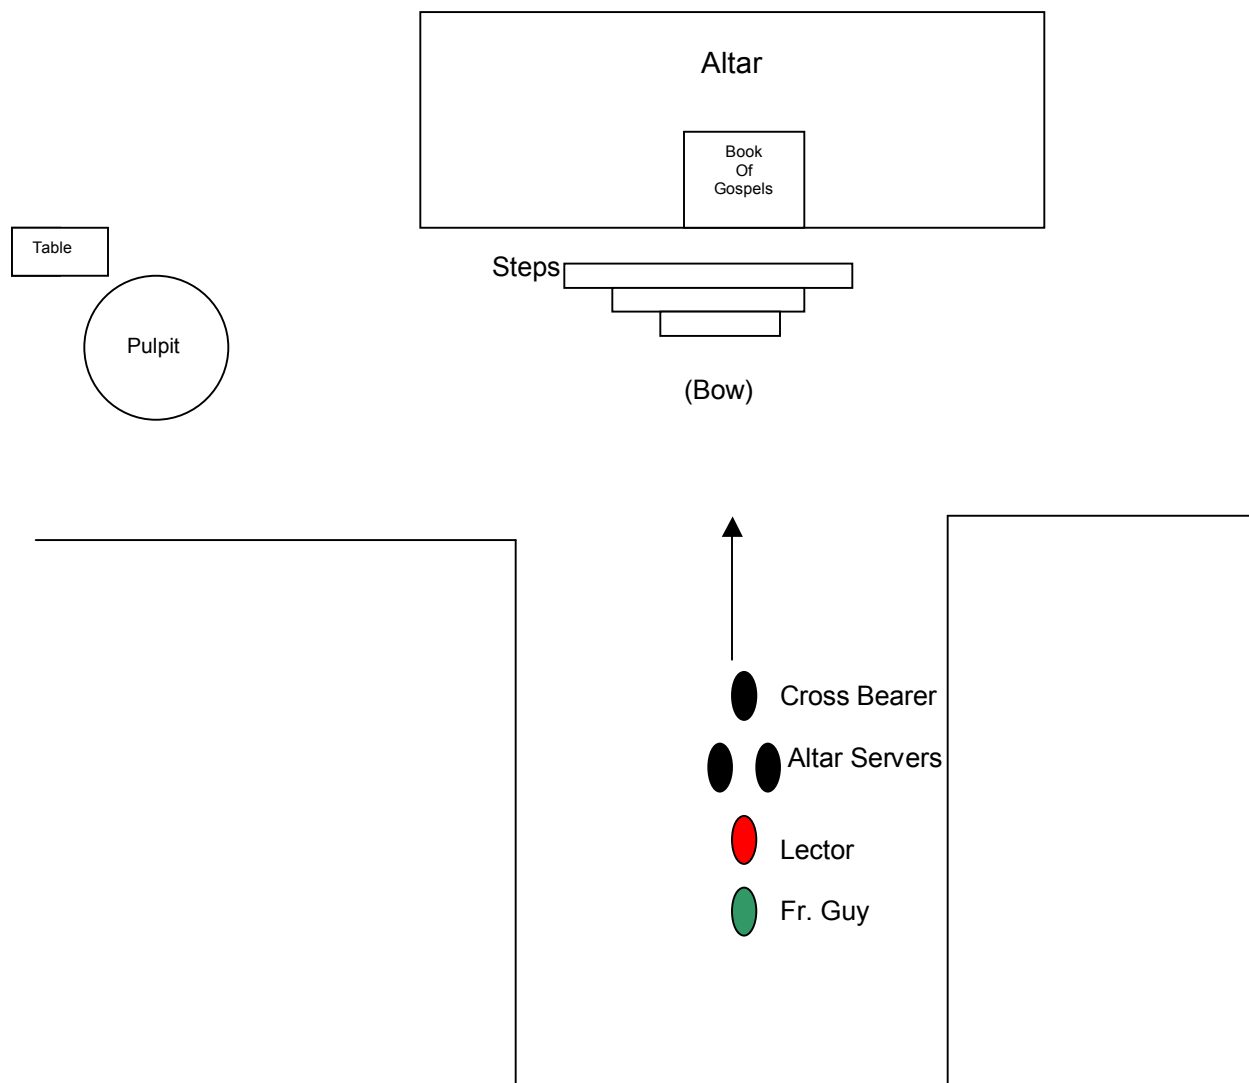 Altar
Book
Of
Gospels
Table
Steps
Pulpit
(Bow)
Cross Bearer
Altar Servers
Lector
Fr. Guy